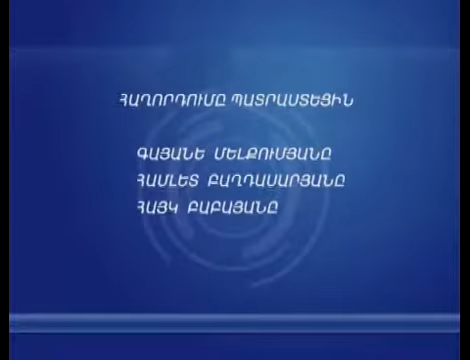 ՀԱՂՈՐԴՈՒՄԸ ՊԱՏՐԱՍՏԵՑԻՆ
ԳԱՅԱՆԵ ՄԵԼՔՈՒՄՅԱՆԸ
ՀԱՄԼԵՏ ԲԱՂԴԱՍԱՐՅԱՆԸ
ՀԱՅԿ ԲԱԲԱՅԱՆԸ